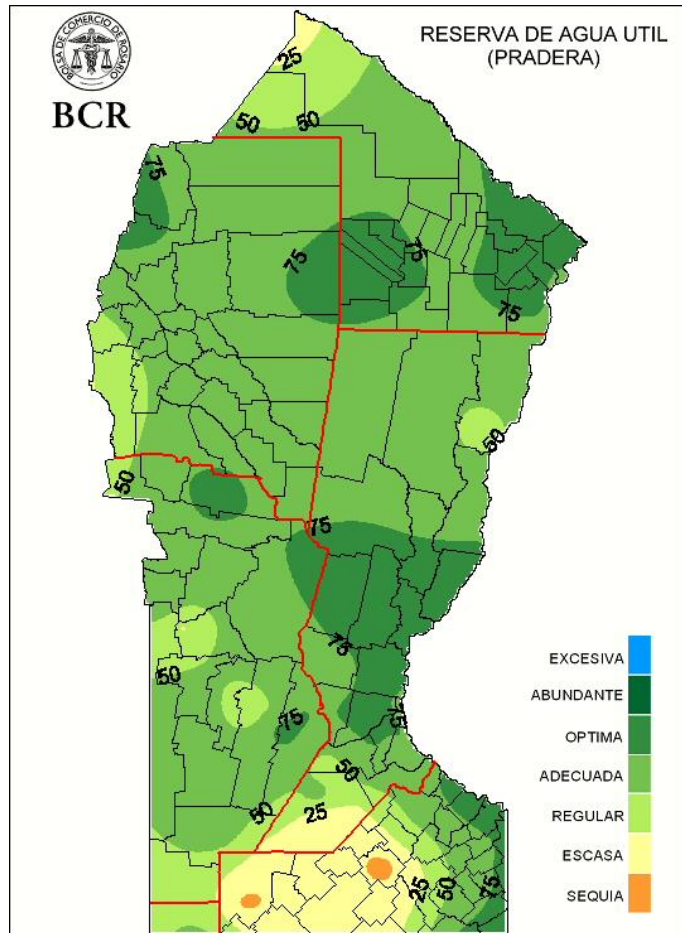 BOLSA DE COMERCIO DE ROSARIO
BCR
RESERVA DE AGUA UTIL
(PRADERA)
25
50
50
75
75
75
75
50
50
75
75
50
75
75
50
50
25
25
50
75
EXCESIVA
ABUNDANTE
OPTIMA
ADECUADA
REGULAR
ESCASA
SEQUIA